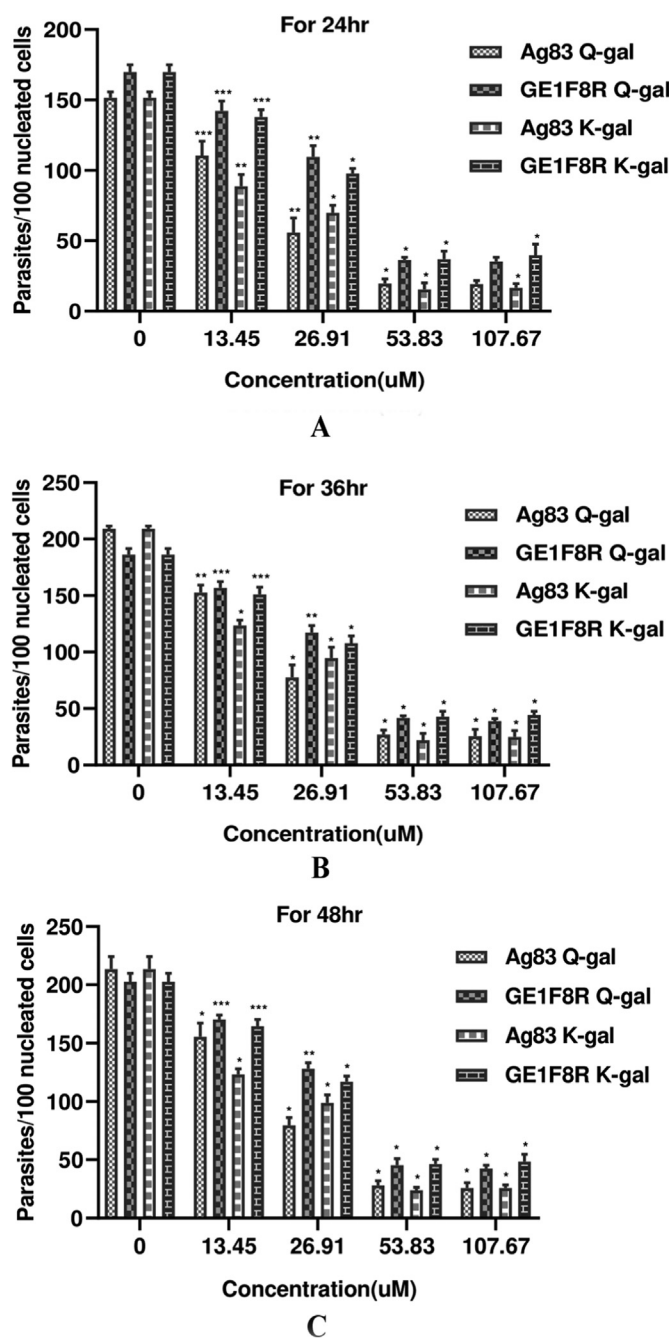 For 24hr
Parasites/100 nucleated cells
200
150
100
50
0
Ag83 Q-gal
GE1F8R Q-gal
Ag83 K-gal
GE1F8R K-gal
*** *** ** ***
** ** * *
* * * *
* *
0 13.45 26.91 53.83 107.67
Concentration(uM)
A
For 36hr
Parasites/100 nucleated cells
250
200
150
100
50
0
Ag83 Q-gal
GE1F8R Q-gal
Ag83 K-gal
GE1F8R K-gal
** *** * ***
* ** * *
* * * *
* * * *
0 13.45 26.91 53.83 107.67
Concentration(uM)
B
For 48hr
Parasites/100 nucleated cells
250
200
150
100
50
0
Ag83 Q-gal
GE1F8R Q-gal
Ag83 K-gal
GE1F8R K-gal
* *** * ***
* ** * *
* * * *
* * * *
0 13.45 26.91 53.83 107.67
Concentration(uM)
C